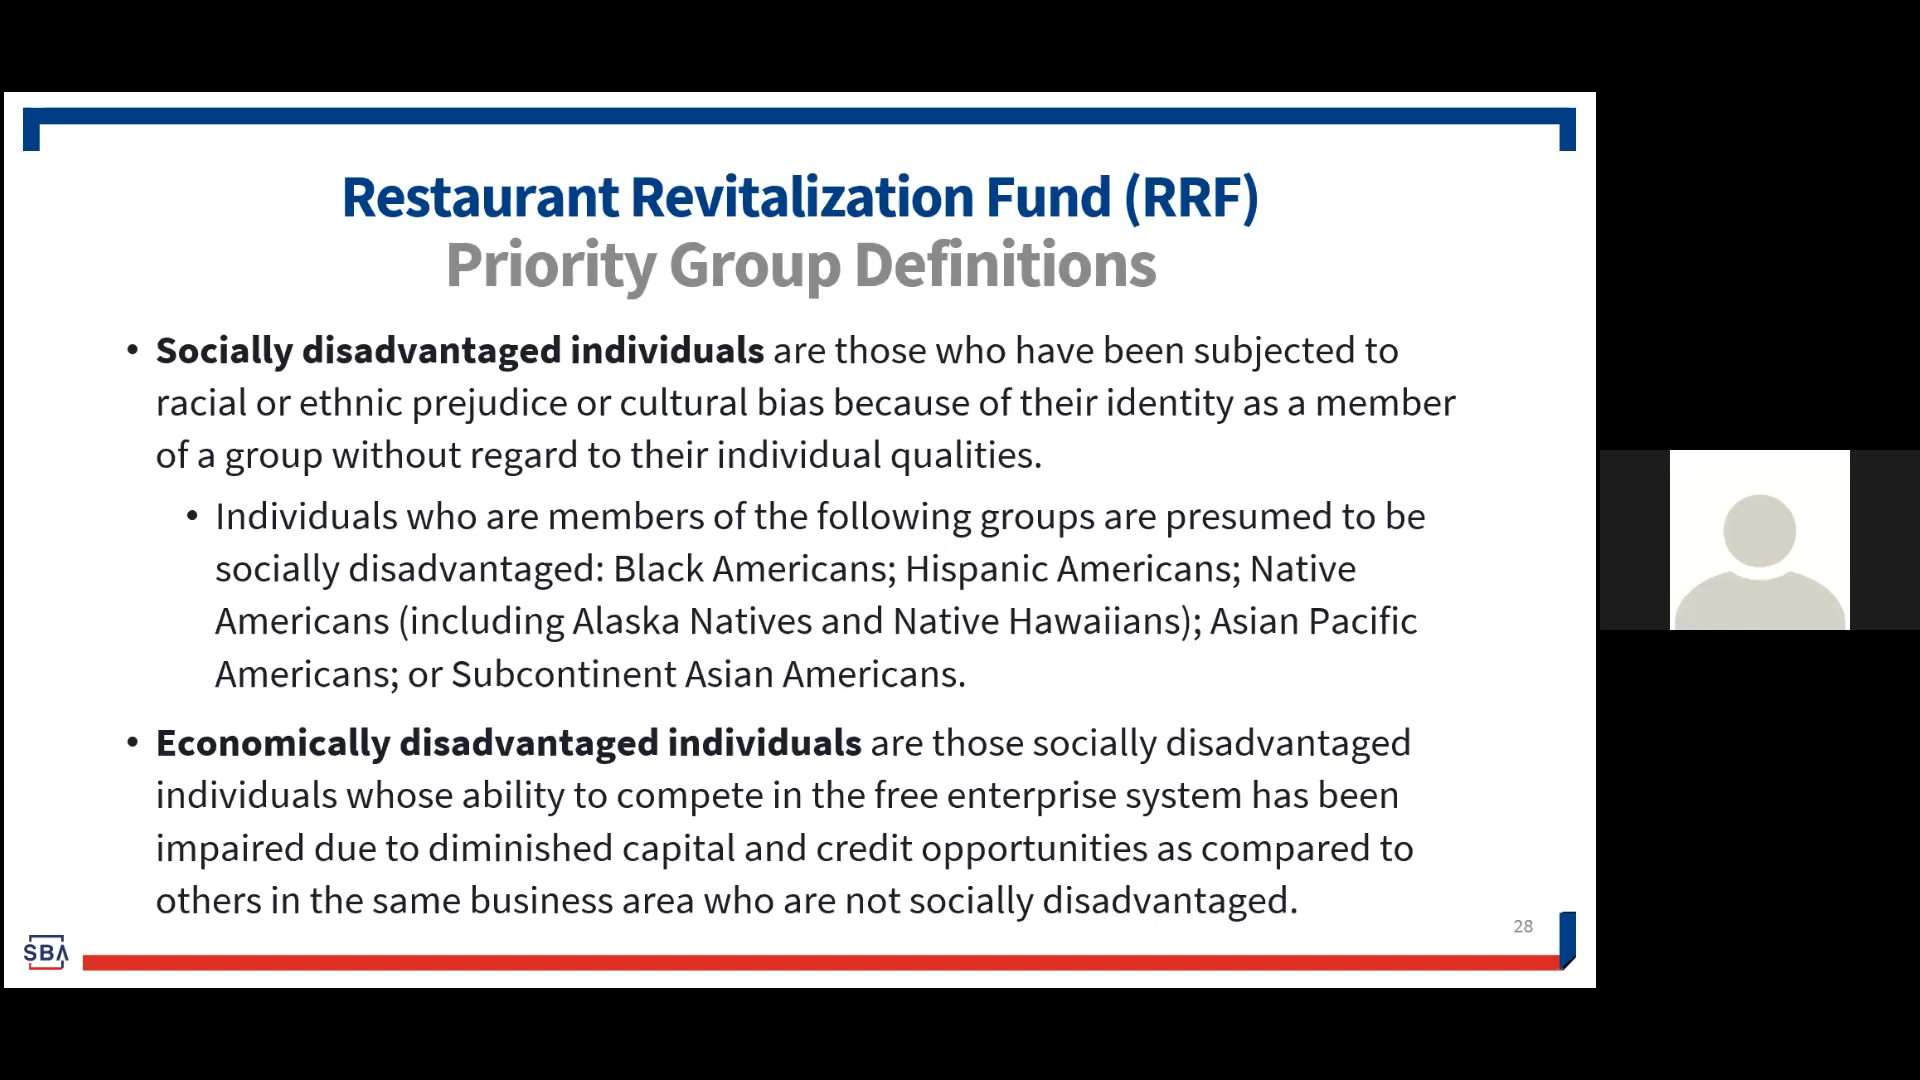 Restaurant Revitalization Fund (RRF)
Priority Group Definitions
• Socially disadvantaged individuals are those who have been subjected to
racial or ethnic prejudice or cultural bias because of their identity as a member
of a group without regard to their individual qualities.
• Individuals who are members of the following groups are presumed to be
socially disadvantaged: Black Americans; Hispanic Americans; Native
Americans (including Alaska Natives and Native Hawaiians); Asian Pacific
Americans; or Subcontinent Asian Americans.
• Economically disadvantaged individuals are those socially disadvantaged
individuals whose ability to compete in the free enterprise system has been
impaired due to diminished capital and credit opportunities as compared to
others in the same business area who are not socially disadvantaged.
28
SBA